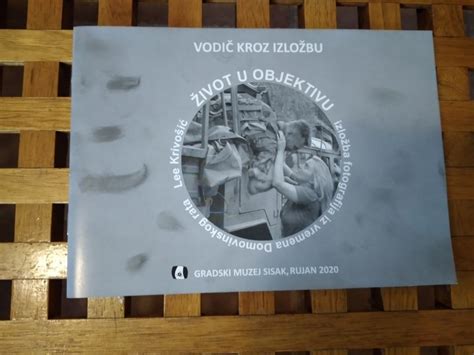 VODIČ KROZ IZLOŽBU
ŽIVOT U OBJEKTIVU
Lee Krivošić
Izložba fotografija iz vremena Domovinskog rata
GRADSKI MUZEJ SISAK, RUJAN 2020